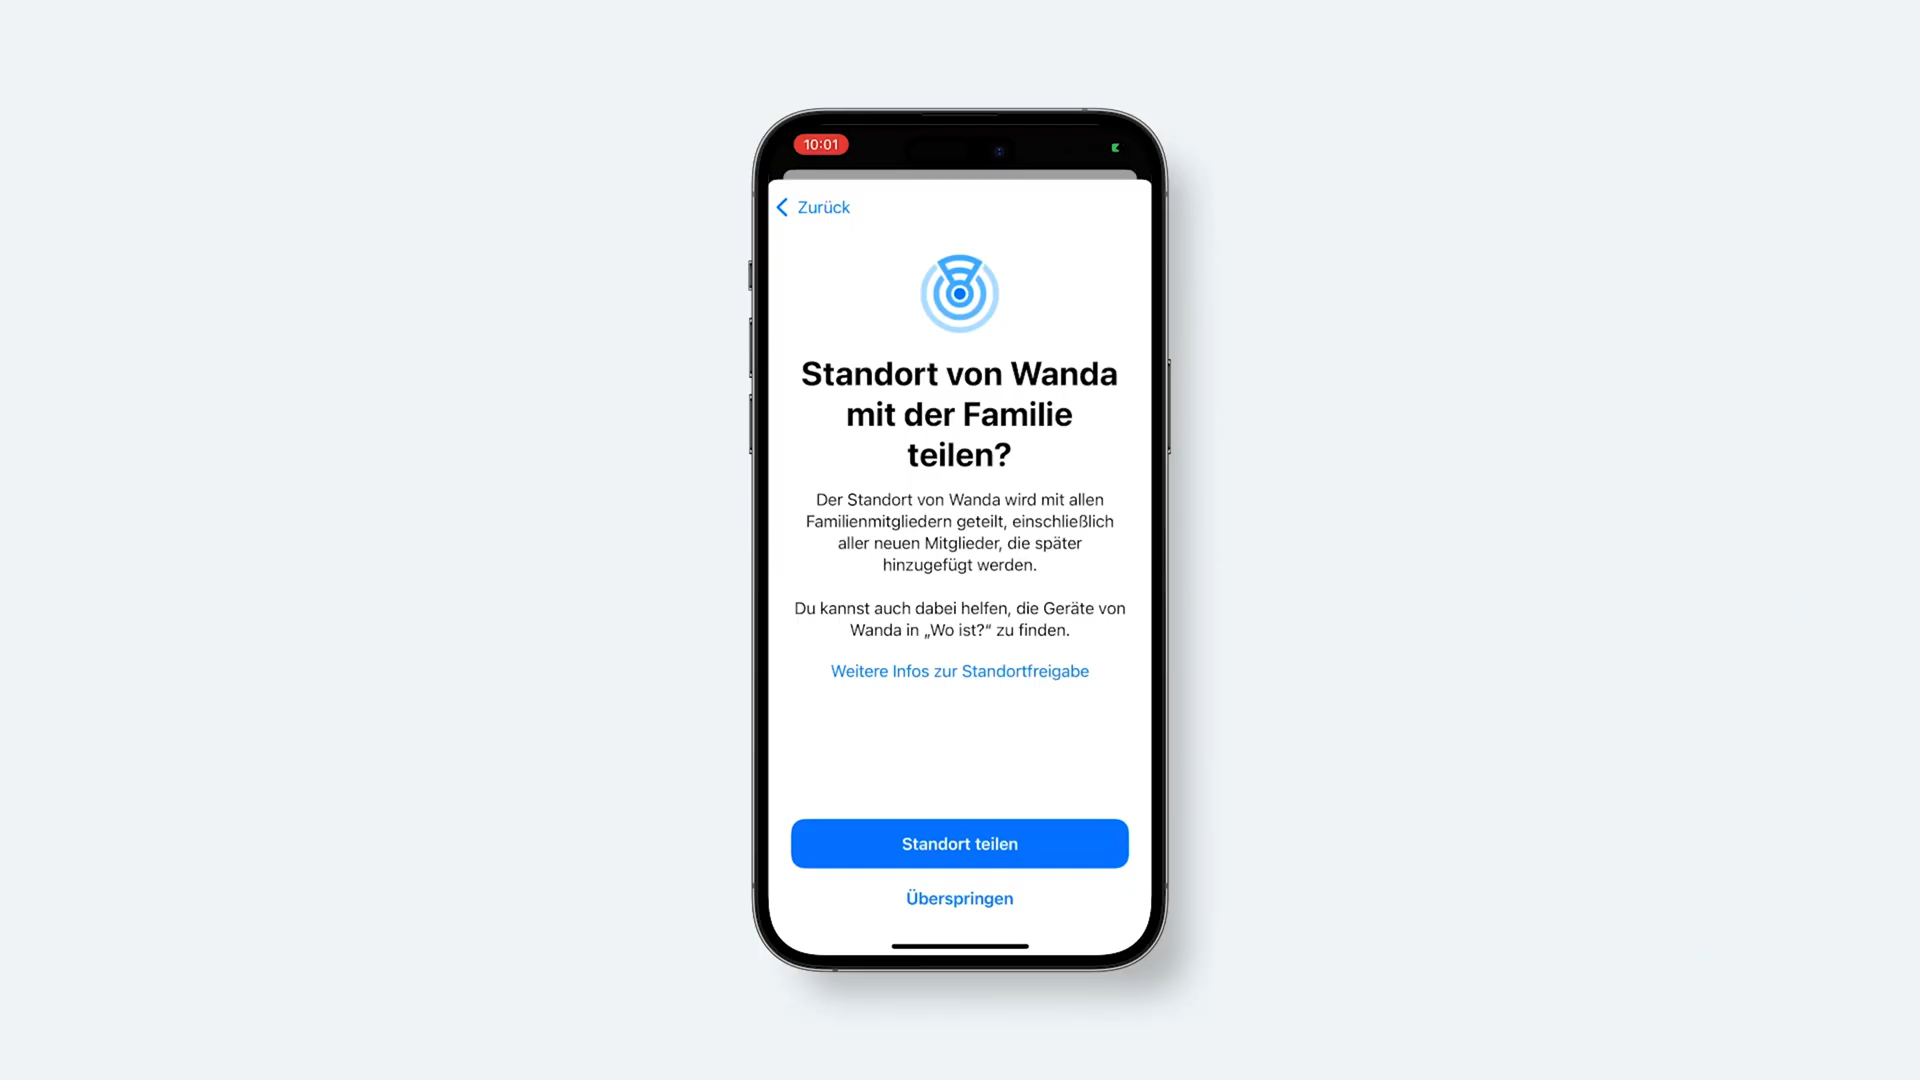 10:01
Zurück
Standort von Wanda
mit der Familie
teilen?
Der Standort von Wanda wird mit allen
Familienmitgliedern geteilt, einschließlich
aller neuen Mitglieder, die später
hinzugefügt werden.
Du kannst auch dabei helfen, die Geräte von
Wanda in „Wo ist?“ zu finden.
Weitere Infos zur Standortfreigabe
Standort teilen
Überspringen